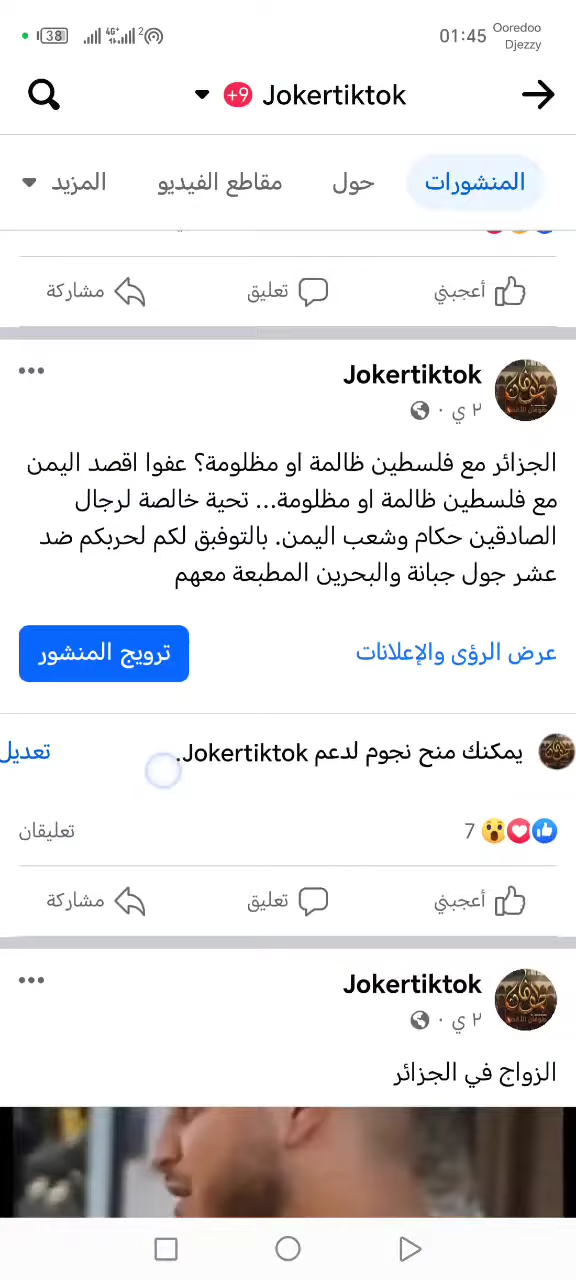 38
4G+
2
01:45
Ooredoo
Djezzy
+9 Jokertiktok
المنشورات
حول
مقاطع الفيديو
المزيد
أعجبني
تعليق
مشاركة
Jokertiktok
٢ ي ·
الجزائر مع فلسطين ظالمة او مظلومة؟ عفوا اقصد اليمن
مع فلسطين ظالمة او مظلومة... تحية خالصة لرجال
الصادقين حكام وشعب اليمن. بالتوفبق لكم لحربكم ضد
عشر جول جبانة والبحرين المطبعة معهم
عرض الرؤى والإعلانات
ترويج المنشور
يمكنك منح نجوم لدعم Jokertiktok.
تعديل
7
تعليقان
أعجبني
تعليق
مشاركة
Jokertiktok
٢ ي ·
الزواج في الجزائر